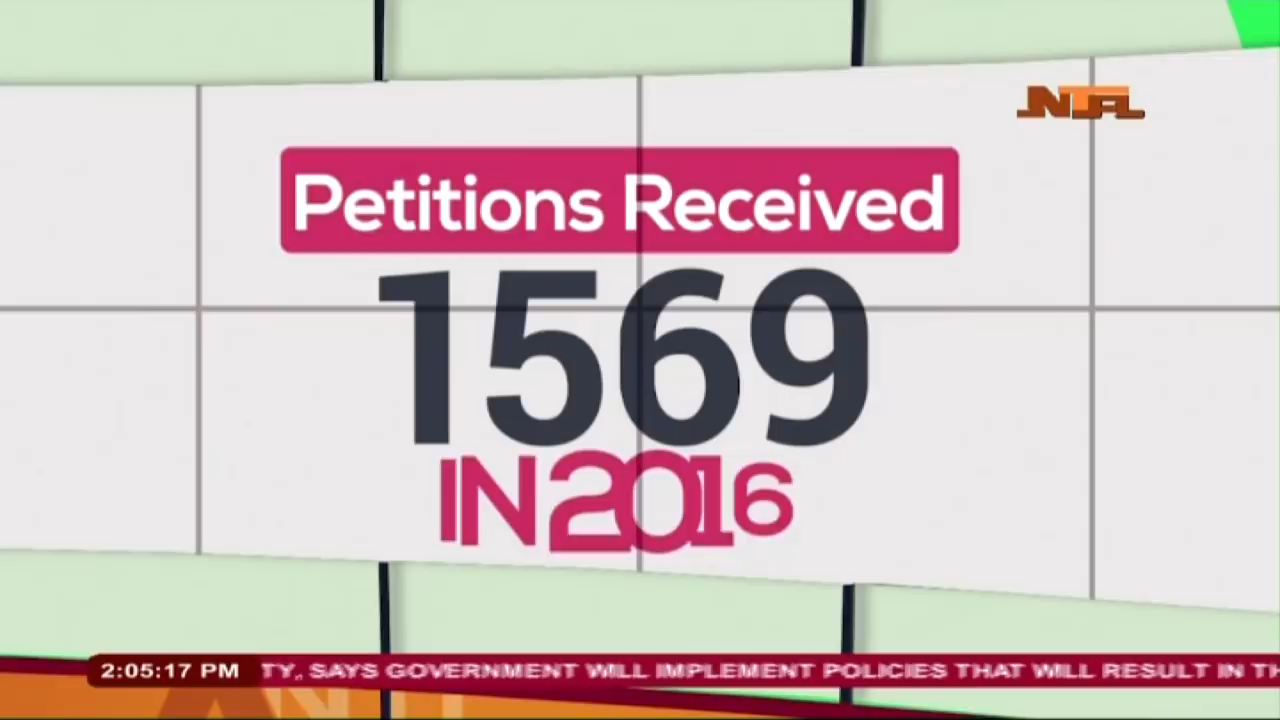 NTA
Petitions Received
1569
IN 2016
2:05:17 PM TY, SAYS GOVERNMENT WILL IMPLEMENT POLICIES THAT WILL RESULT IN TH